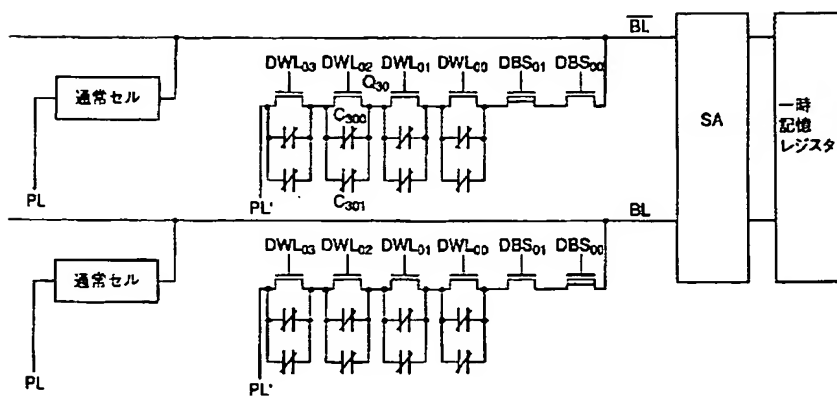 BL
DWL03 DWL02 DWL01 DWL00 DBS01 DBS00
Q30
通常セル
C300
SA
一時
記憶
レジスタ
PL
PL'
C301
BL
DWL03 DWL02 DWL01 DWL00 DBS01 DBS00
通常セル
PL
PL'